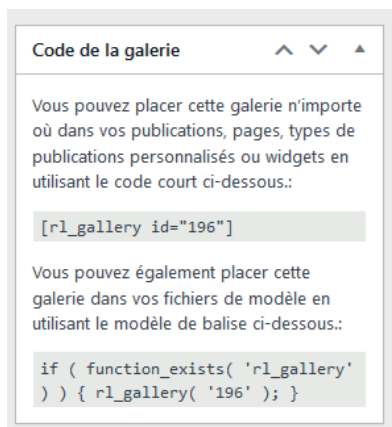 Code de la galerie
Vous pouvez placer cette galerie n'importe
où dans vos publications, pages, types de
publications personnalisés ou widgets en
utilisant le code court ci-dessous.:
[rl_gallery id="196"]
Vous pouvez également placer cette
galerie dans vos fichiers de modèle en
utilisant le modèle de balise ci-dessous.:
if ( function_exists( 'rl_gallery'
) ) { rl_gallery( '196' ); }